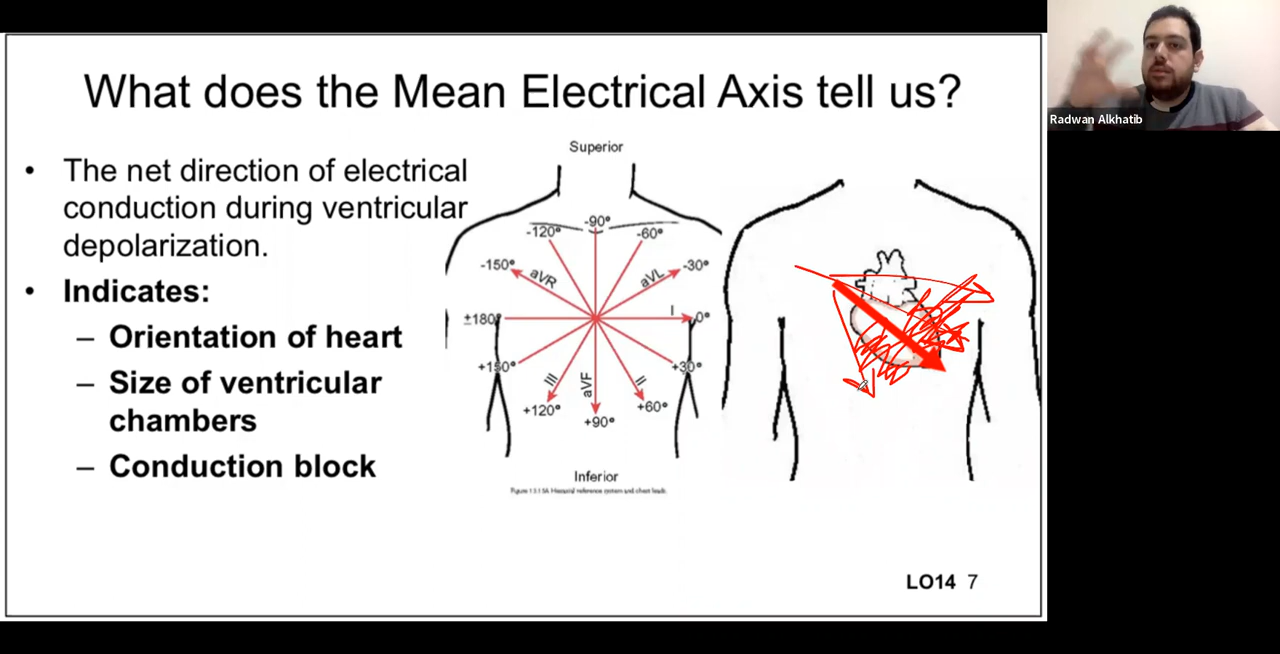 What does the Mean Electrical Axis tell us?
Radwan Alkhatib
• The net direction of electrical
conduction during ventricular
depolarization.
• Indicates:
– Orientation of heart
– Size of ventricular
chambers
– Conduction block
Superior
-90°
-120°
-60°
-150°
aVR
aVL
-30°
±180°
I
0°
+150°
+30°
III
aVF
II
+120°
+60°
+90°
Inferior
LO14 7